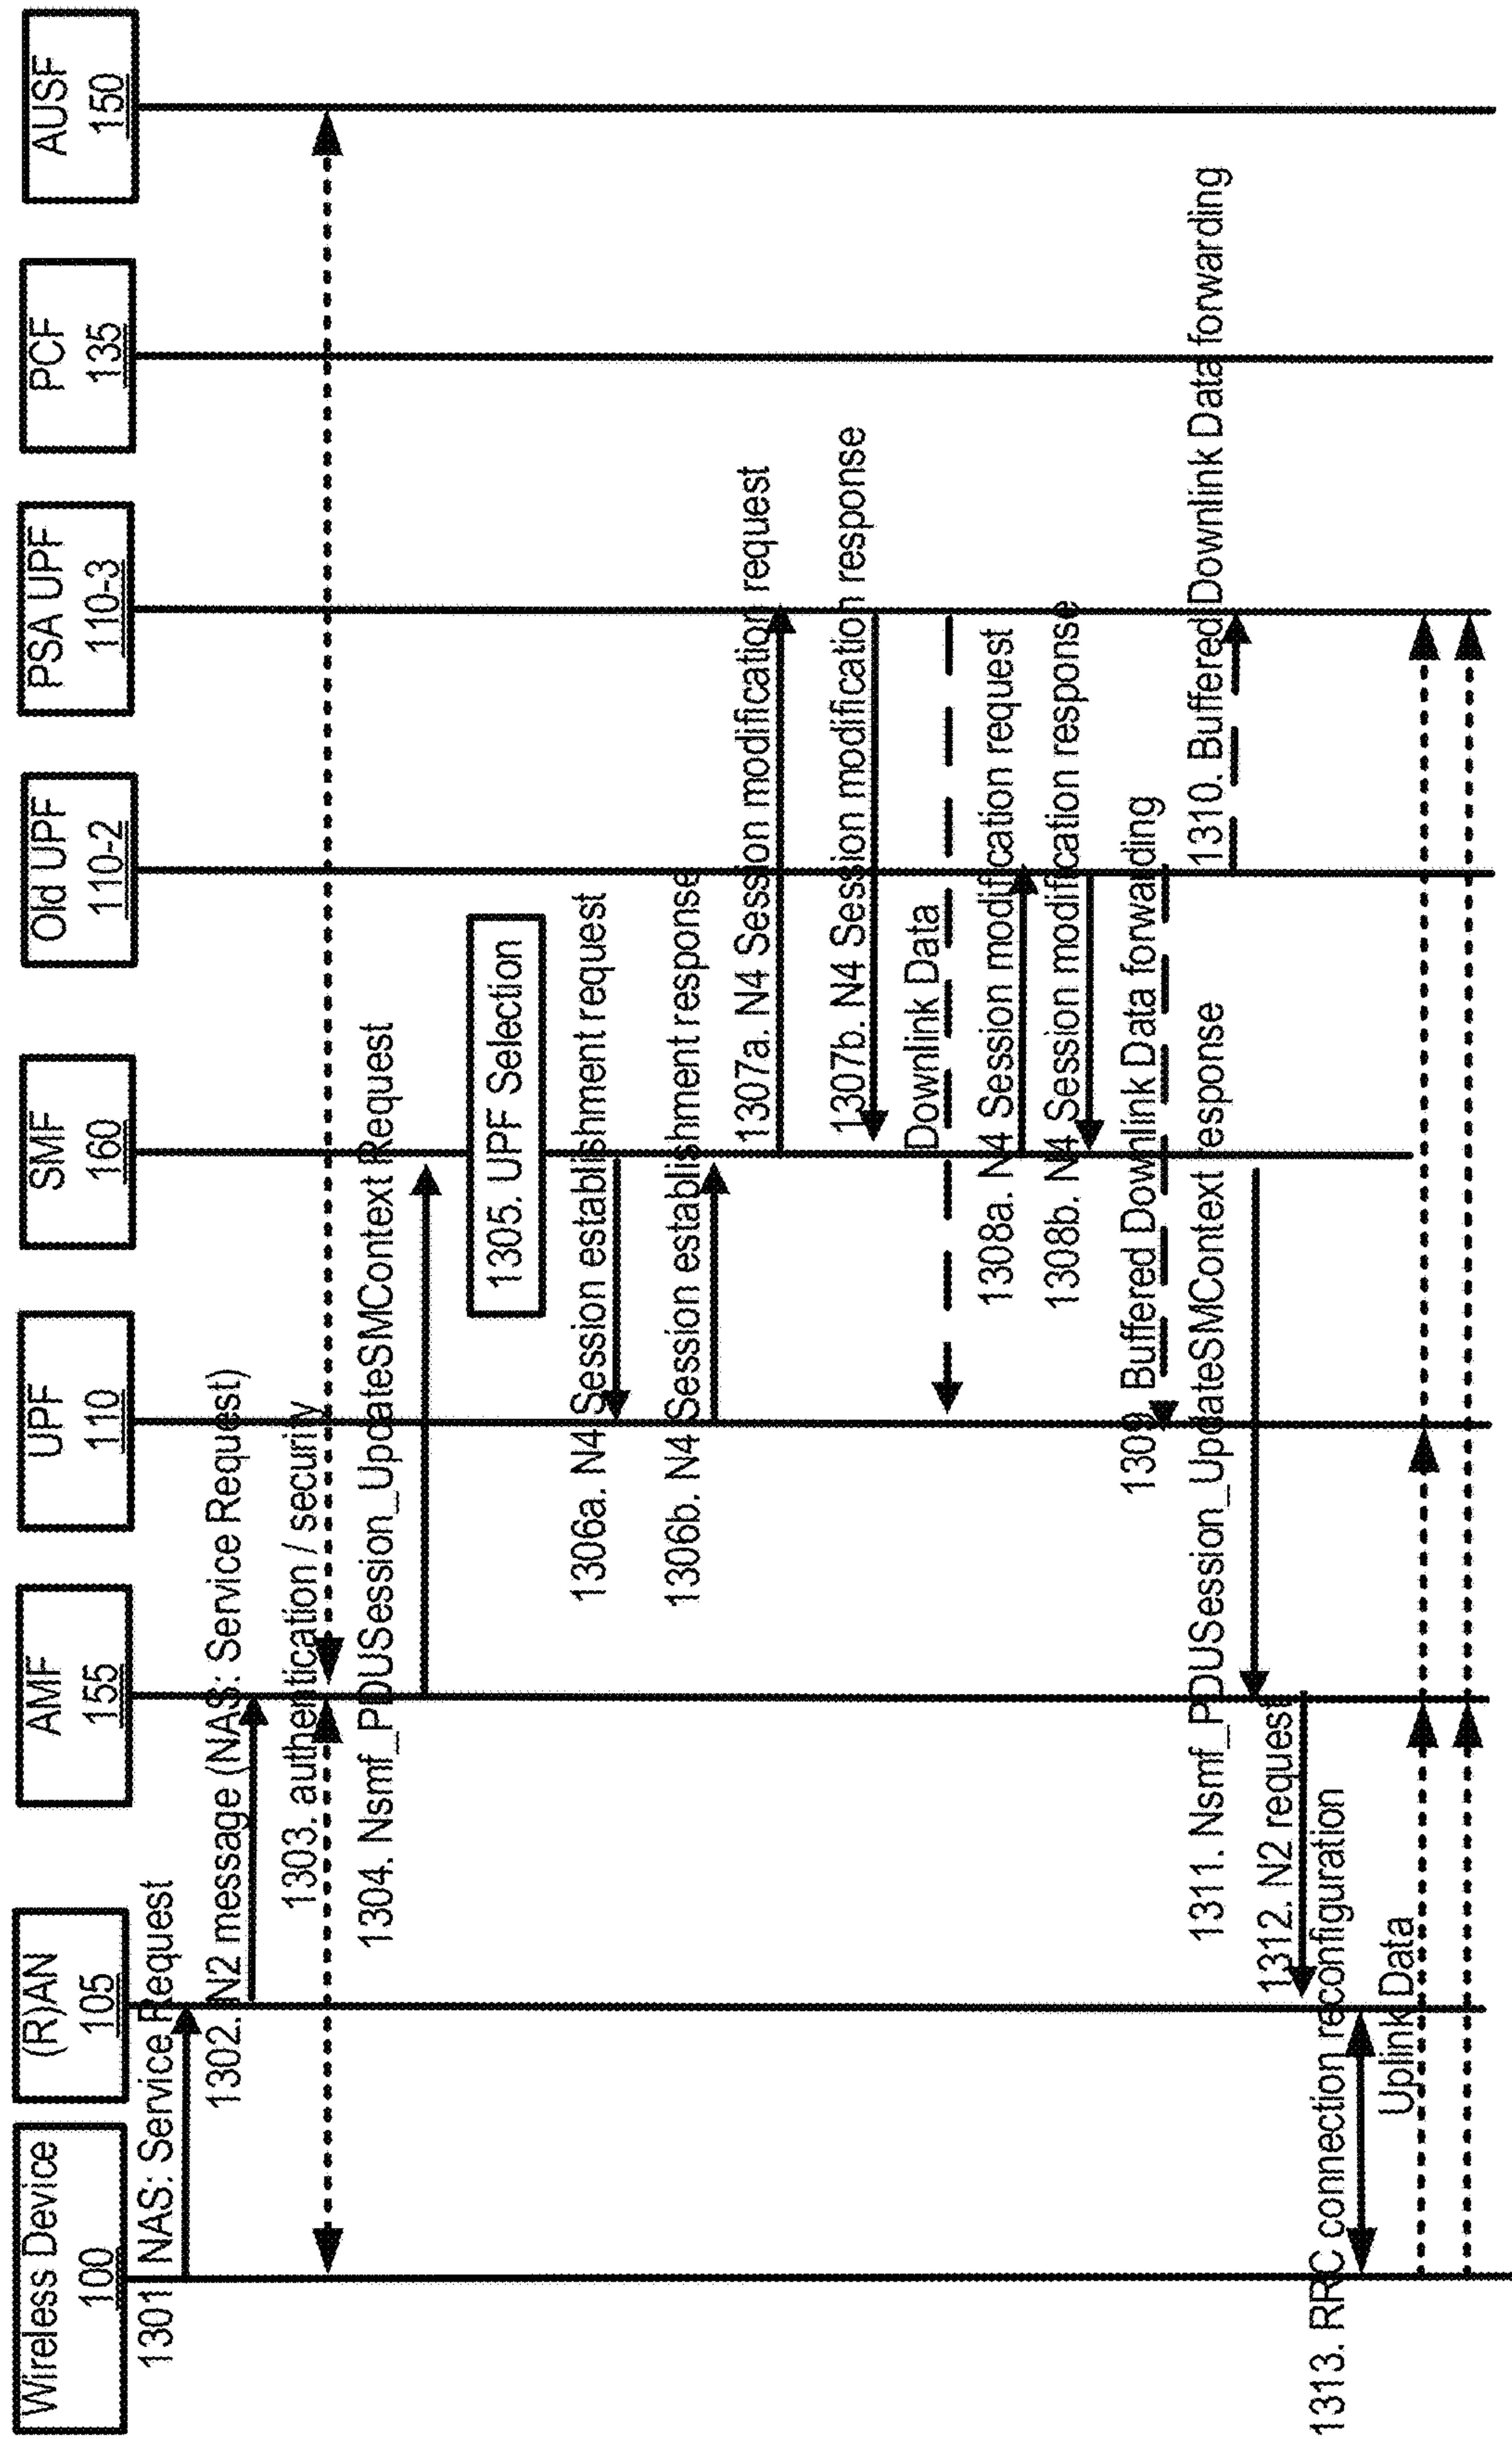 Wireless Device
100
(R)AN
105
AMF
155
UPF
110
SMF
160
Old UPF
110-2
PSA UPF
110-3
PCF
135
AUSF
150
1301 NAS: Service Request
1302. N2 message (NAS: Service Request)
1303. authentication / security
1304. Nsmf_PDUSession_UpdateSMContext Request
1305. UPF Selection
1306a. N4 Session establishment request
1306b. N4 Session establishment response
1307a. N4 Session modification request
1307b. N4 Session modification response
Downlink Data
1308a. N4 Session modification request
1308b. N4 Session modification response
1309 Buffered Downlink Data forwarding
1310. Buffered Downlink Data forwarding
1311. Nsmf_PDUSession_UpdateSMContext response
1312. N2 request
1313. RRC connection reconfiguration
Uplink Data